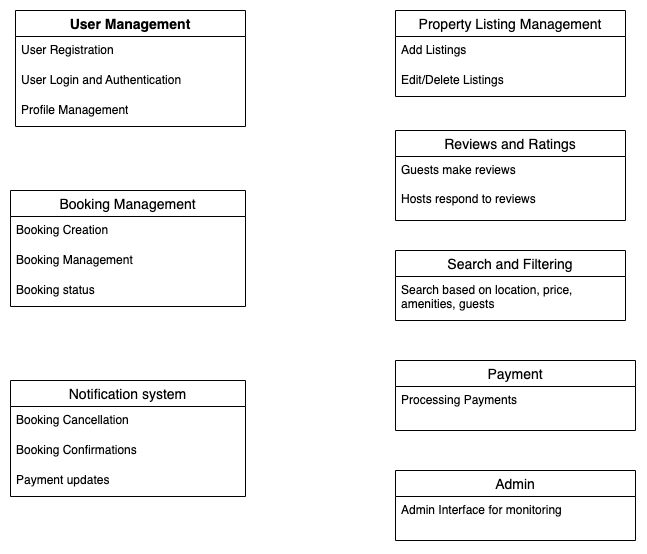 User Management
User Registration
User Login and Authentication
Profile Management
Booking Management
Booking Creation
Booking Management
Booking status
Notification system
Booking Cancellation
Booking Confirmations
Payment updates
Property Listing Management
Add Listings
Edit/Delete Listings
Reviews and Ratings
Guests make reviews
Hosts respond to reviews
Search and Filtering
Search based on location, price,
amenities, guests
Payment
Processing Payments
Admin
Admin Interface for monitoring